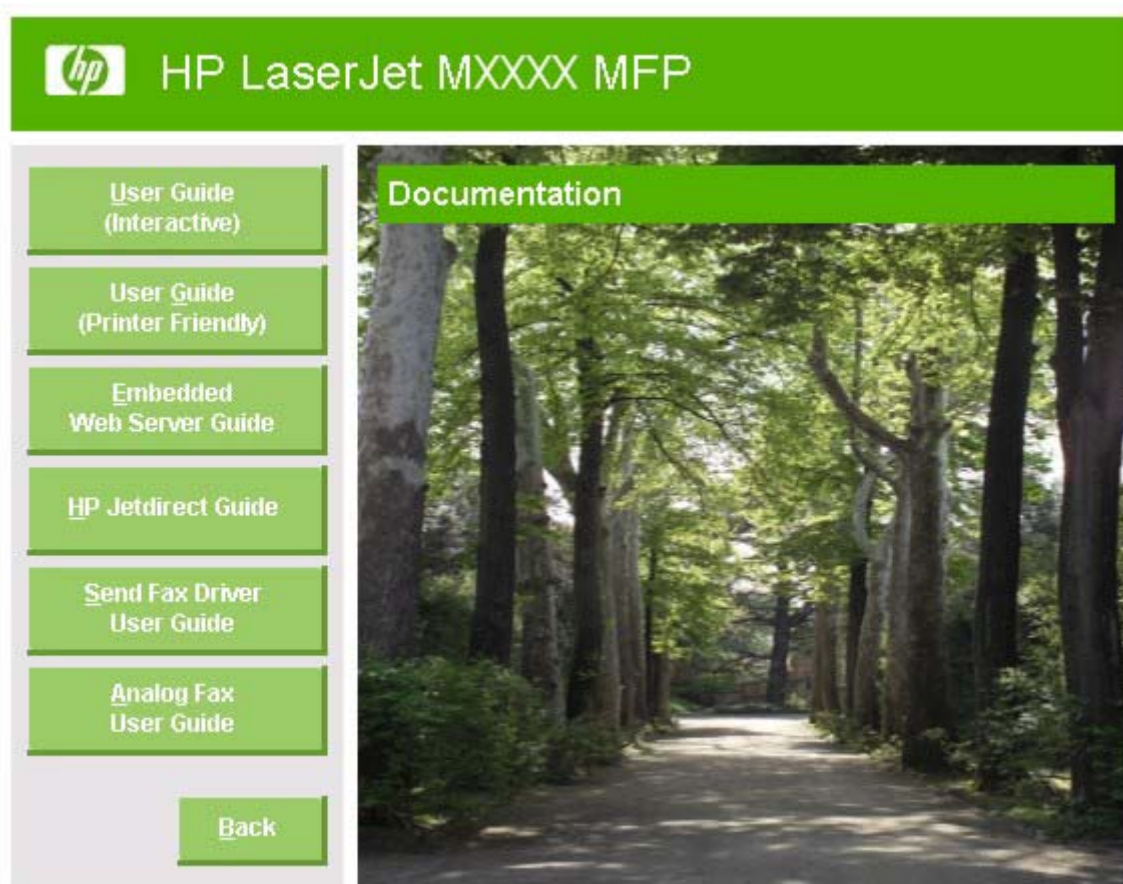 hp
HP LaserJet MXXXX MFP
User Guide
(Interactive)
User Guide
(Printer Friendly)
Embedded
Web Server Guide
HP Jetdirect Guide
Send Fax Driver
User Guide
Analog Fax
User Guide
Back
Documentation